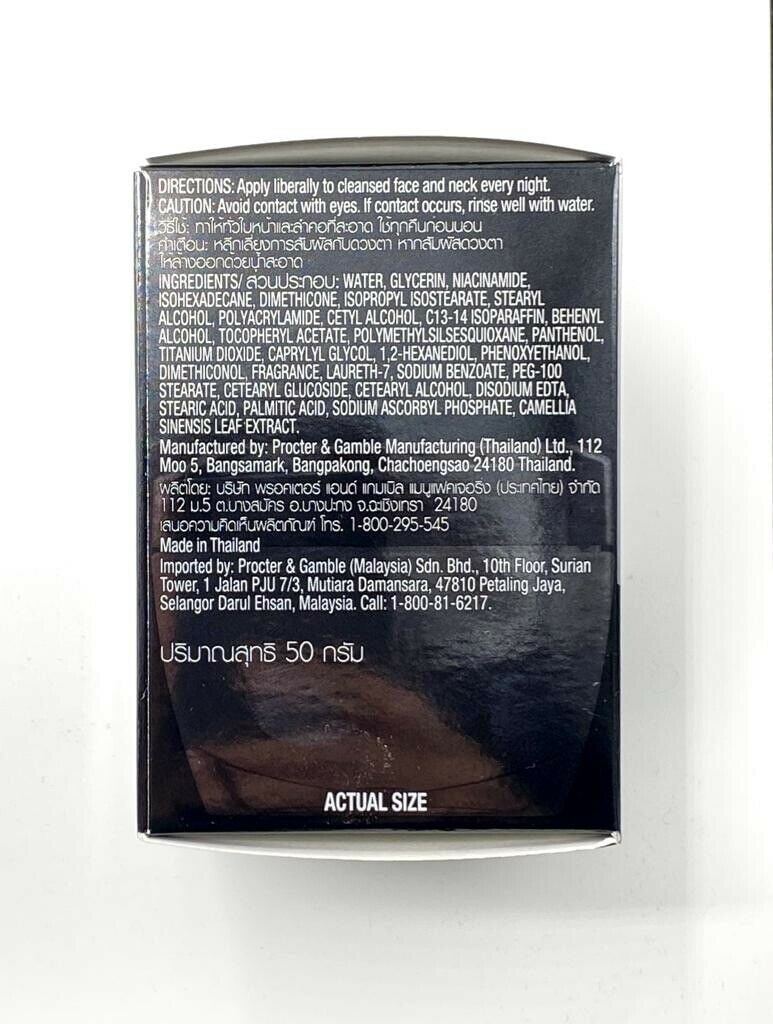 DIRECTIONS: Apply liberally to cleansed face and neck every night.
CAUTION: Avoid contact with eyes. If contact occurs, rinse well with water.
วิธีใช้: ทาให้ทั่วใบหน้าและลำคอที่สะอาด ใช้ทุกคืนก่อนนอน
คำเตือน: หลีกเลี่ยงการสัมผัสกับดวงตา หากสัมผัสดวงตา
ให้ล้างออกด้วยน้ำสะอาด
INGREDIENTS/ ส่วนประกอบ: WATER, GLYCERIN, NIACINAMIDE,
ISOHEXADECANE, DIMETHICONE, ISOPROPYL ISOSTEARATE, STEARYL
ALCOHOL, POLYACRYLAMIDE, CETYL ALCOHOL, C13-14 ISOPARAFFIN, BEHENYL
ALCOHOL, TOCOPHERYL ACETATE, POLYMETHYLSILSESQUIOXANE, PANTHENOL,
TITANIUM DIOXIDE, CAPRYLYL GLYCOL, 1,2-HEXANEDIOL, PHENOXYETHANOL,
DIMETHICONOL, FRAGRANCE, LAURETH-7, SODIUM BENZOATE, PEG-100
STEARATE, CETEARYL GLUCOSIDE, CETEARYL ALCOHOL, DISODIUM EDTA,
STEARIC ACID, PALMITIC ACID, SODIUM ASCORBYL PHOSPHATE, CAMELLIA
SINENSIS LEAF EXTRACT.
Manufactured by: Procter & Gamble Manufacturing (Thailand) Ltd., 112
Moo 5, Bangsamark, Bangpakong, Chachoengsao 24180 Thailand.
ผลิตโดย: บริษัท พรอคเตอร์ แอนด์ แกมเบิล แมนูแฟคเจอริ่ง (ประเทศไทย) จำกัด
112 ม.5 ต.บางสมัคร อ.บางปะกง จ.ฉะเชิงเทรา 24180
เสนอความคิดเห็นผลิตภัณฑ์ โทร. 1-800-295-545
Made in Thailand
Imported by: Procter & Gamble (Malaysia) Sdn. Bhd., 10th Floor, Surian
Tower, 1 Jalan PJU 7/3, Mutiara Damansara, 47810 Petaling Jaya,
Selangor Darul Ehsan, Malaysia. Call: 1-800-81-6217.
ปริมาณสุทธิ 50 กรัม
ACTUAL SIZE